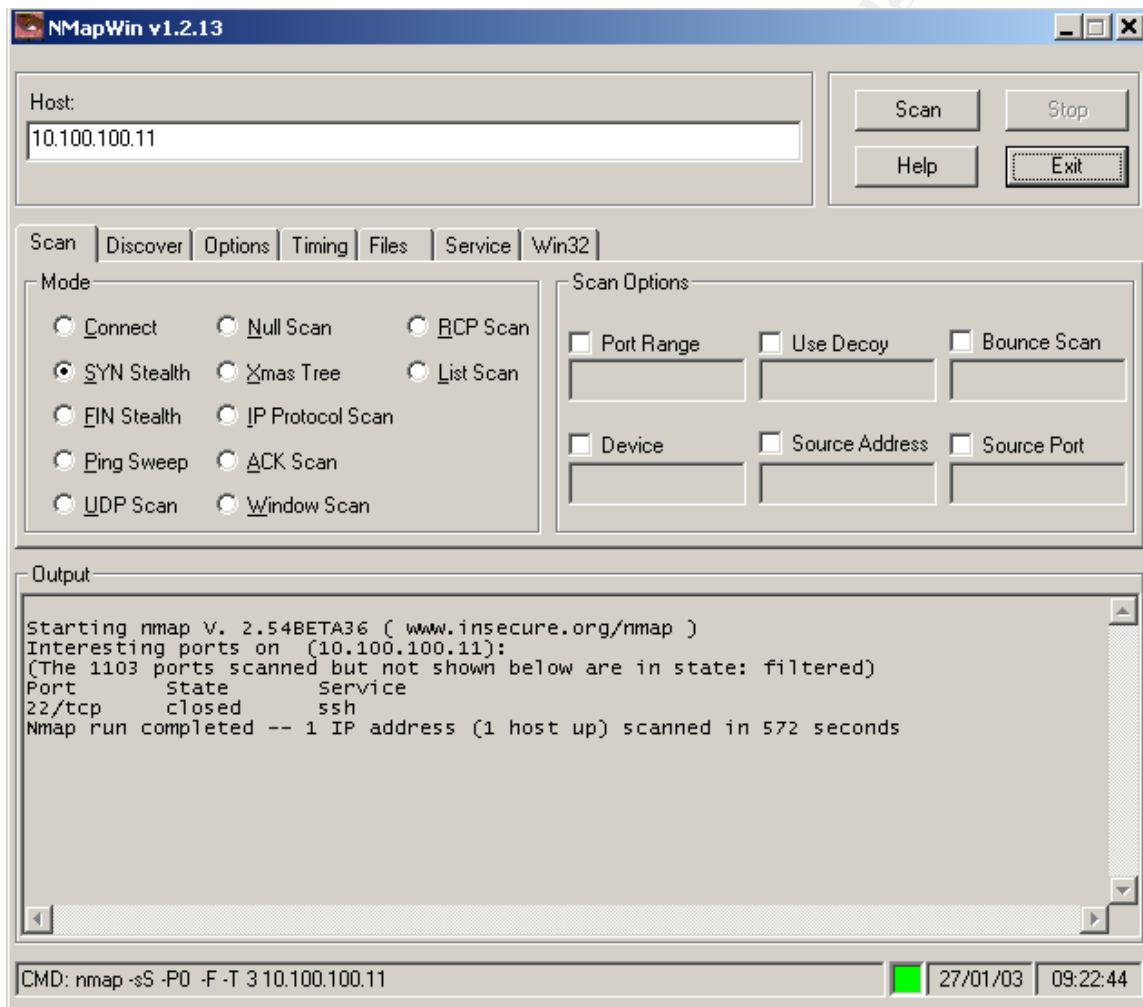 NMapWin v1.2.13
Host:
10.100.100.11
Scan
Stop
Help
Exit
Scan Discover Options Timing Files Service Win32
Mode
Connect Null Scan RCP Scan
SYN Stealth Xmas Tree List Scan
FIN Stealth IP Protocol Scan
Ping Sweep ACK Scan
UDP Scan Window Scan
Scan Options
Port Range Use Decoy Bounce Scan
Device Source Address Source Port
Output
Starting nmap V. 2.54BETA36 ( www.insecure.org/nmap )
Interesting ports on  (10.100.100.11):
(The 1103 ports scanned but not shown below are in state: filtered)
Port       State       Service
22/tcp     closed      ssh
Nmap run completed -- 1 IP address (1 host up) scanned in 572 seconds
CMD: nmap -sS -P0 -F -T 3 10.100.100.11
27/01/03 09:22:44